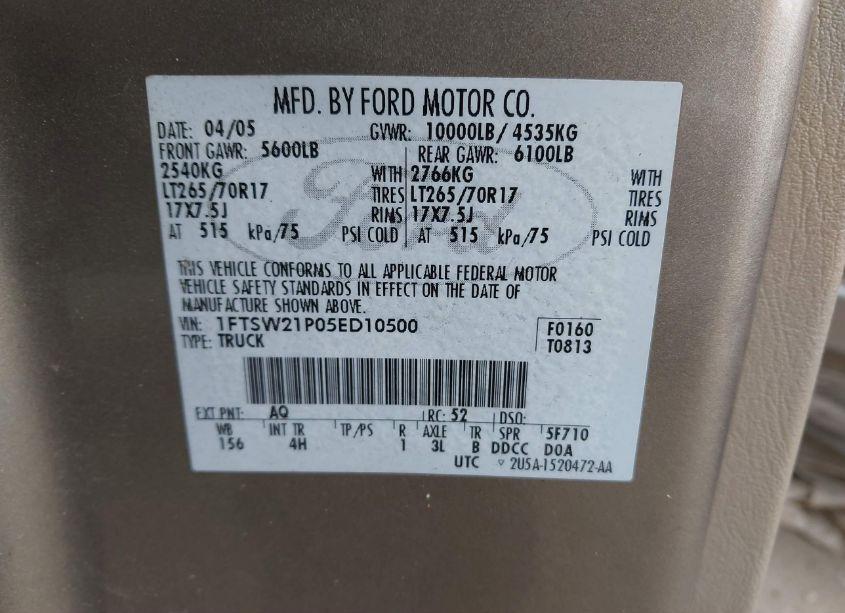 MFD. BY FORD MOTOR CO.
DATE: 04/05 GVWR: 10000LB/ 4535KG
FRONT GAWR: 5600LB REAR GAWR: 6100LB
2540KG WITH 2766KG WITH
LT265/70R17 TIRES LT265/70R17 TIRES
17X7.5J RIMS 17X7.5J RIMS
AT 515 kPa/75 PSI COLD AT 515 kPa/75 PSI COLD
Ford
THIS VEHICLE CONFORMS TO ALL APPLICABLE FEDERAL MOTOR
VEHICLE SAFETY STANDARDS IN EFFECT ON THE DATE OF
MANUFACTURE SHOWN ABOVE.
VIN: 1FTSW21P05ED10500 F0160
TYPE: TRUCK T0813
EXT PNT: AQ RC: 52 DSO:
WB INT TR TP/PS R AXLE TR SPR 5F710
156 4H 1 3L B DDCC DOA
UTC ▽ 2U5A-1520472-AA